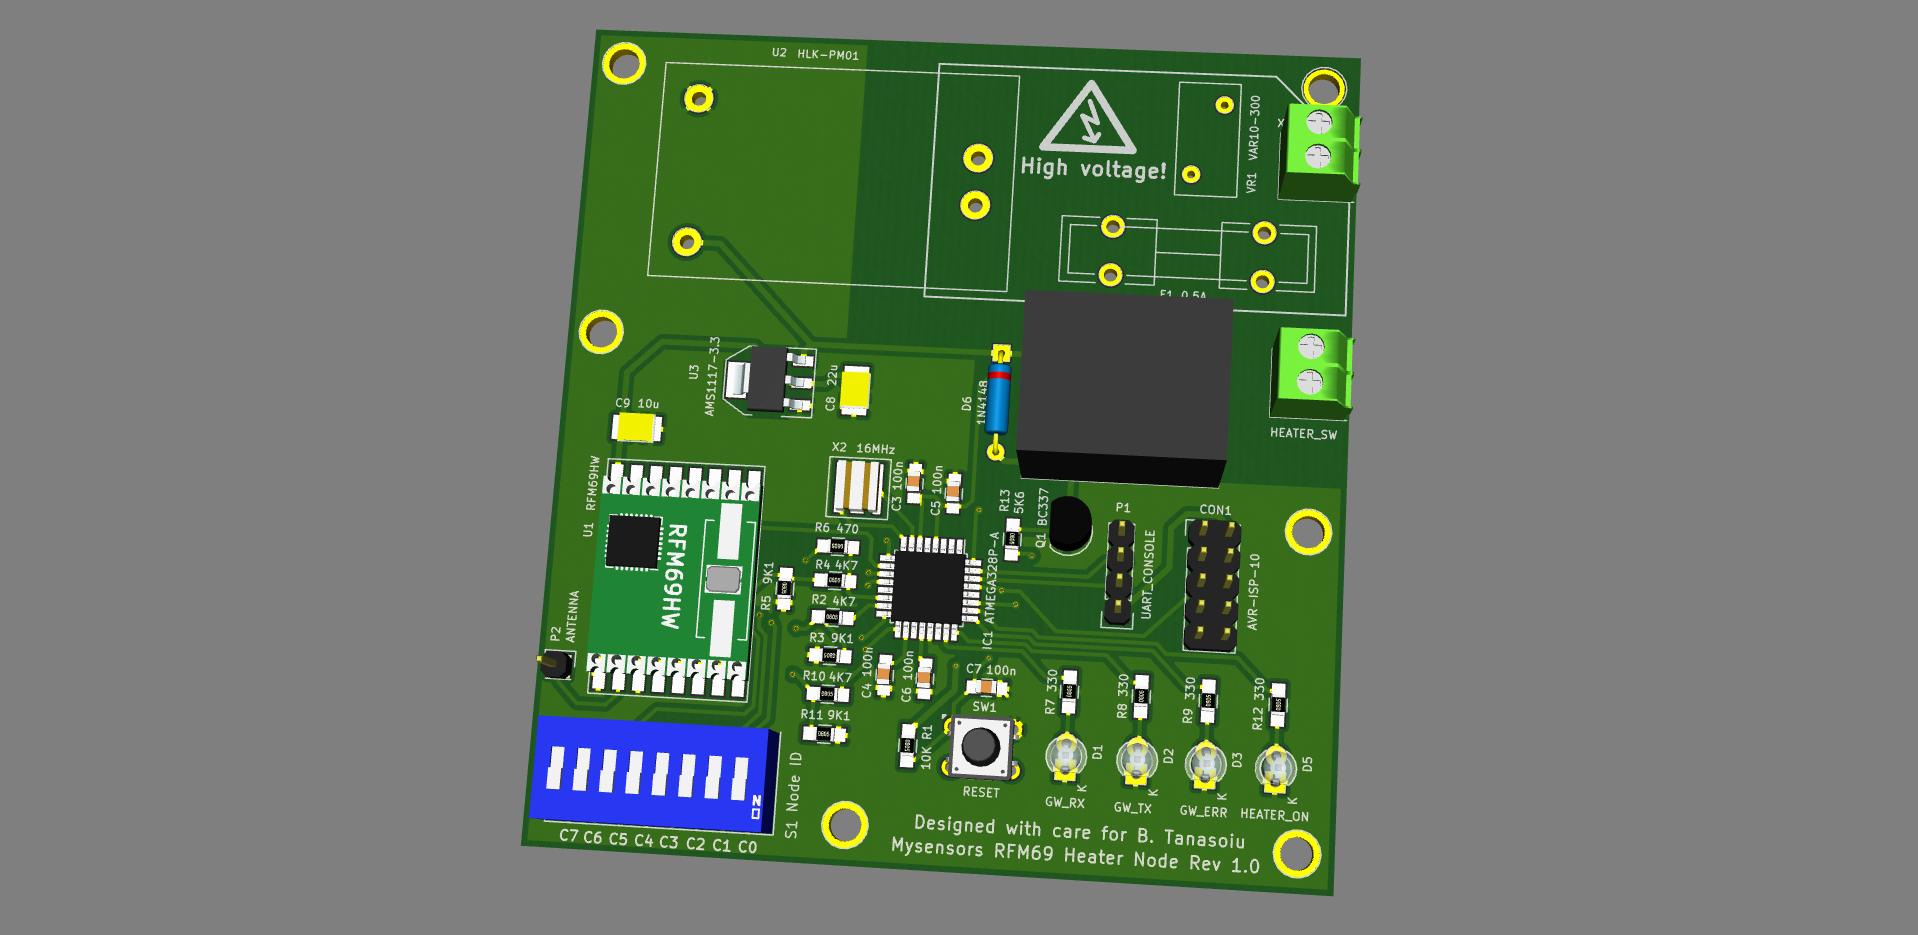 U2 HLK-PM01
High voltage!
VR1 VAR10-300
X
F1 0.5A
HEATER_SW
U3
AMS1117-3.3
C8 22u
C9 10u
D6
1N4148
X2 16MHz
C3 100n
C5 100n
U1 RFM69HW
RFM69HW
R13
5K6
Q1 BC337
P1
UART_CONSOLE
CON1
AVR-ISP-10
R6 470
R4 4K7
R5 9K1
R2 4K7
R3 9K1
R10 4K7
R11 9K1
IC1 ATMEGA328P-A
P2
ANTENNA
C4 100n
C6 100n
C7 100n
SW1
RESET
10K R1
R7 330
R8 330
R9 330
R12 330
D1
D2
D3
D5
K
K
K
K
GW_RX
GW_TX
GW_ERR
HEATER_ON
ON
S1 Node ID
C7 C6 C5 C4 C3 C2 C1 C0
Designed with care for B. Tanasoiu
Mysensors RFM69 Heater Node Rev 1.0